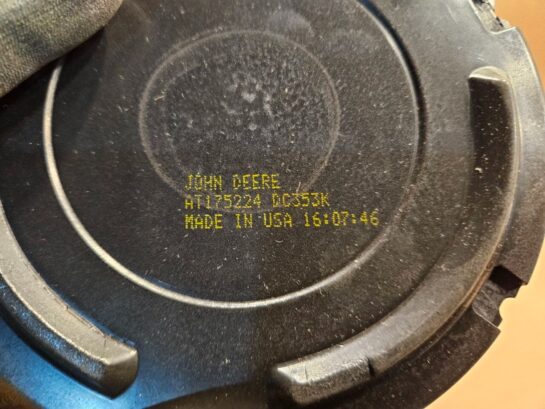 JOHN DEERE
AT175224 DC353K
MADE IN USA 16:07:46